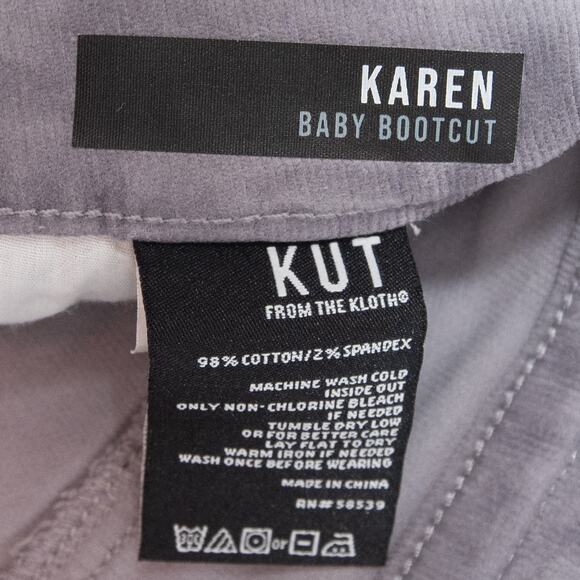 KAREN
BABY BOOTCUT
KUT
FROM THE KLOTH®
98% COTTON/2% SPANDEX
MACHINE WASH COLD
INSIDE OUT
ONLY NON-CHLORINE BLEACH
IF NEEDED
TUMBLE DRY LOW
OR FOR BETTER CARE
LAY FLAT TO DRY
WARM IRON IF NEEDED
WASH ONCE BEFORE WEARING
MADE IN CHINA
RN# 58539
or